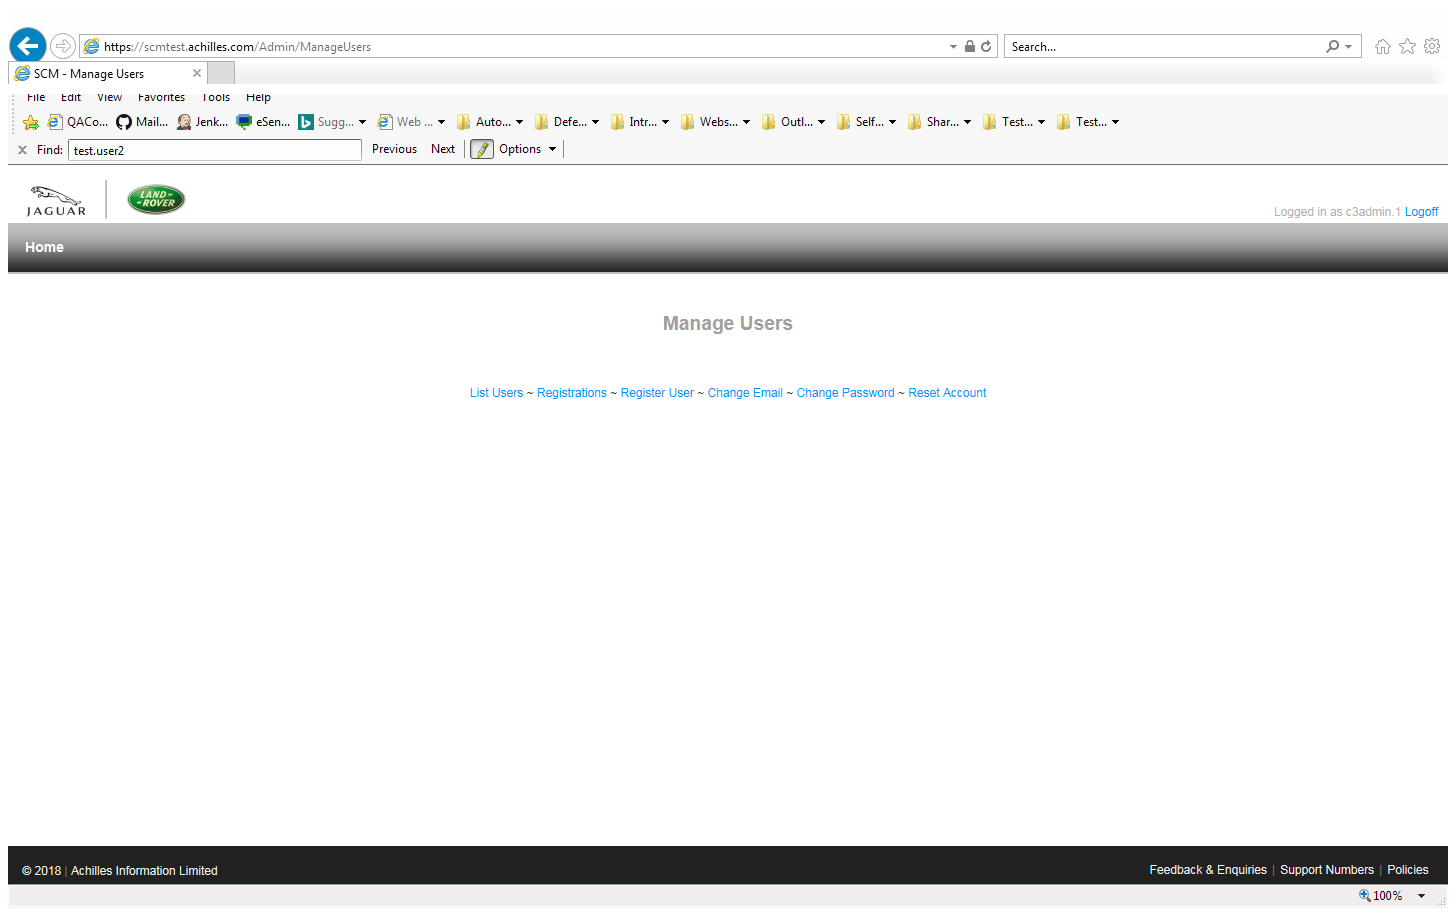 https://scmtest.achilles.com/Admin/ManageUsers Search...
SCM - Manage Users
File Edit View Favorites Tools Help
QACo... Mail... Jenk... eSen... Sugg... Web ... Auto... Defe... Intr... Webs... Outl... Self... Shar... Test... Test...
Find: test.user2 Previous Next Options
JAGUAR LAND-ROVER
Logged in as c3admin.1 Logoff
Home
Manage Users
List Users ~ Registrations ~ Register User ~ Change Email ~ Change Password ~ Reset Account
© 2018 | Achilles Information Limited Feedback & Enquiries | Support Numbers | Policies
100%